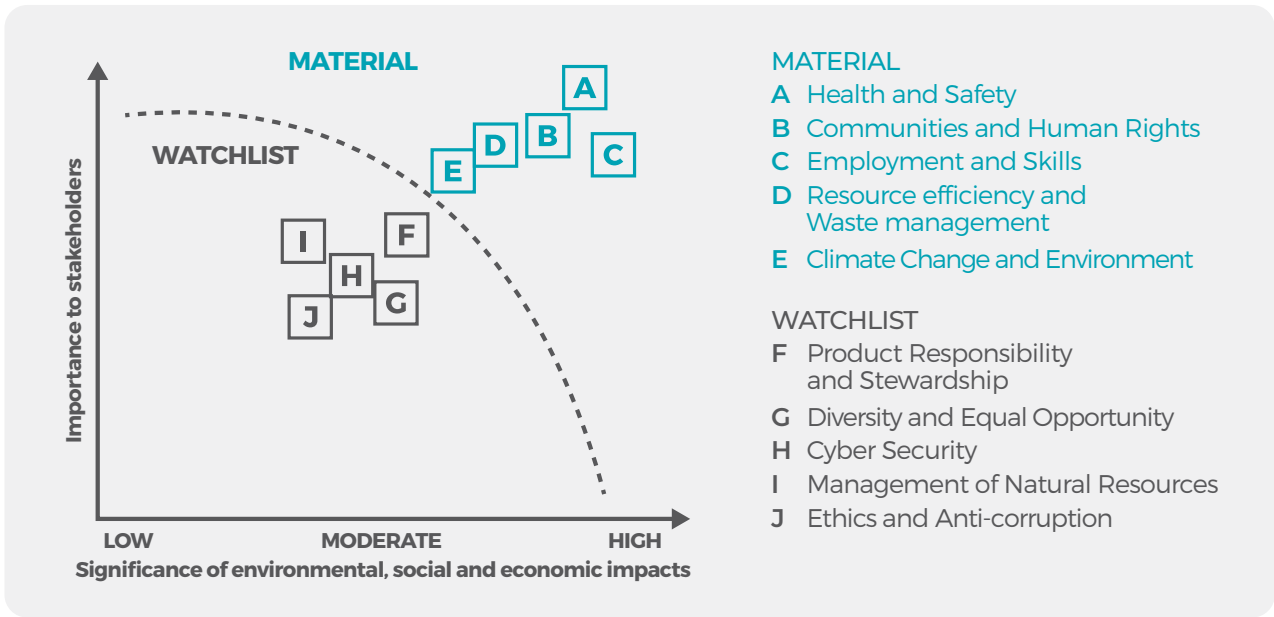 MATERIAL
WATCHLIST
A
B
C
D
E
F
I
H
G
J
Importance to stakeholders
LOW
MODERATE
HIGH
Significance of environmental, social and economic impacts
MATERIAL
A Health and Safety
B Communities and Human Rights
C Employment and Skills
D Resource efficiency and
Waste management
E Climate Change and Environment
WATCHLIST
F Product Responsibility
and Stewardship
G Diversity and Equal Opportunity
H Cyber Security
I Management of Natural Resources
J Ethics and Anti-corruption